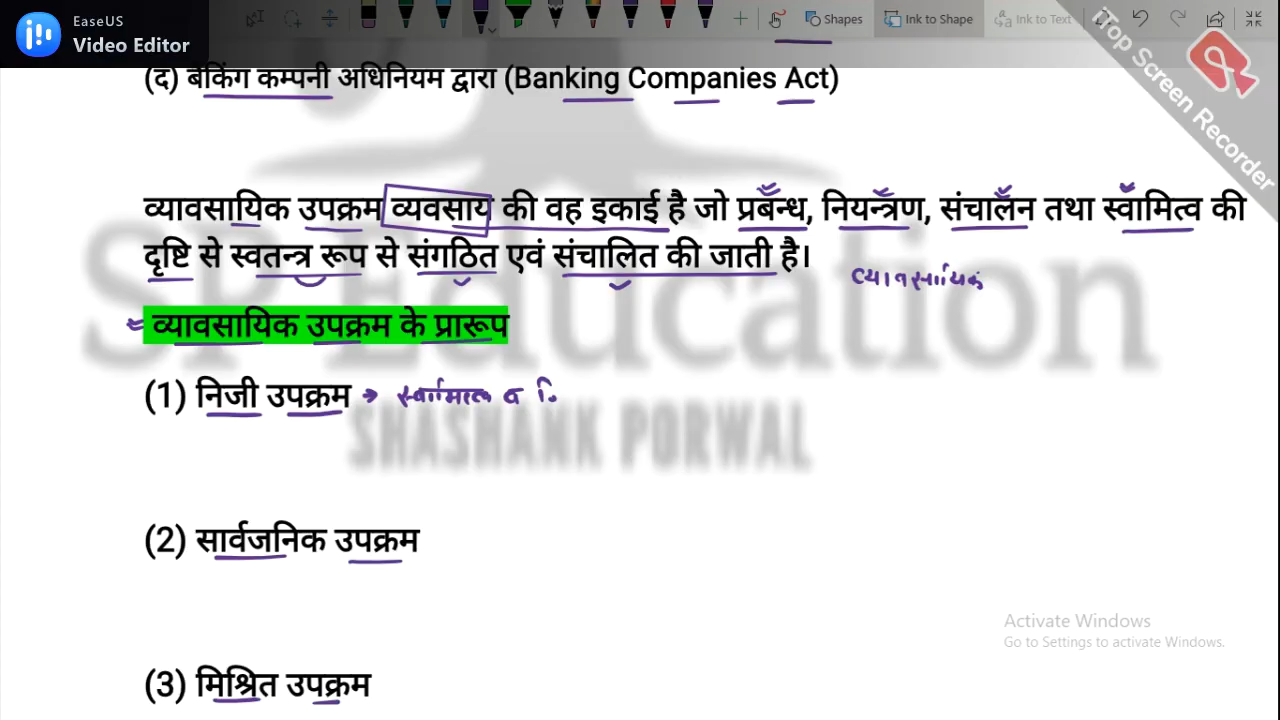 EaseUS
Video Editor
Shapes Ink to Shape Ink to Text
iTop Screen Recorder
(द) बैंकिंग कम्पनी अधिनियम द्वारा (Banking Companies Act)
व्यावसायिक उपक्रम व्यवसाय की वह इकाई है जो प्रबन्ध, नियन्त्रण, संचालन तथा स्वामित्व की
दृष्टि से स्वतन्त्र रूप से संगठित एवं संचालित की जाती है।
व्यावसायिक
व्यावसायिक उपक्रम के प्रारूप
(1) निजी उपक्रम → स्वामित्व व नि
SP Education
SHASHANK PORWAL
(2) सार्वजनिक उपक्रम
Activate Windows
Go to Settings to activate Windows.
(3) मिश्रित उपक्रम